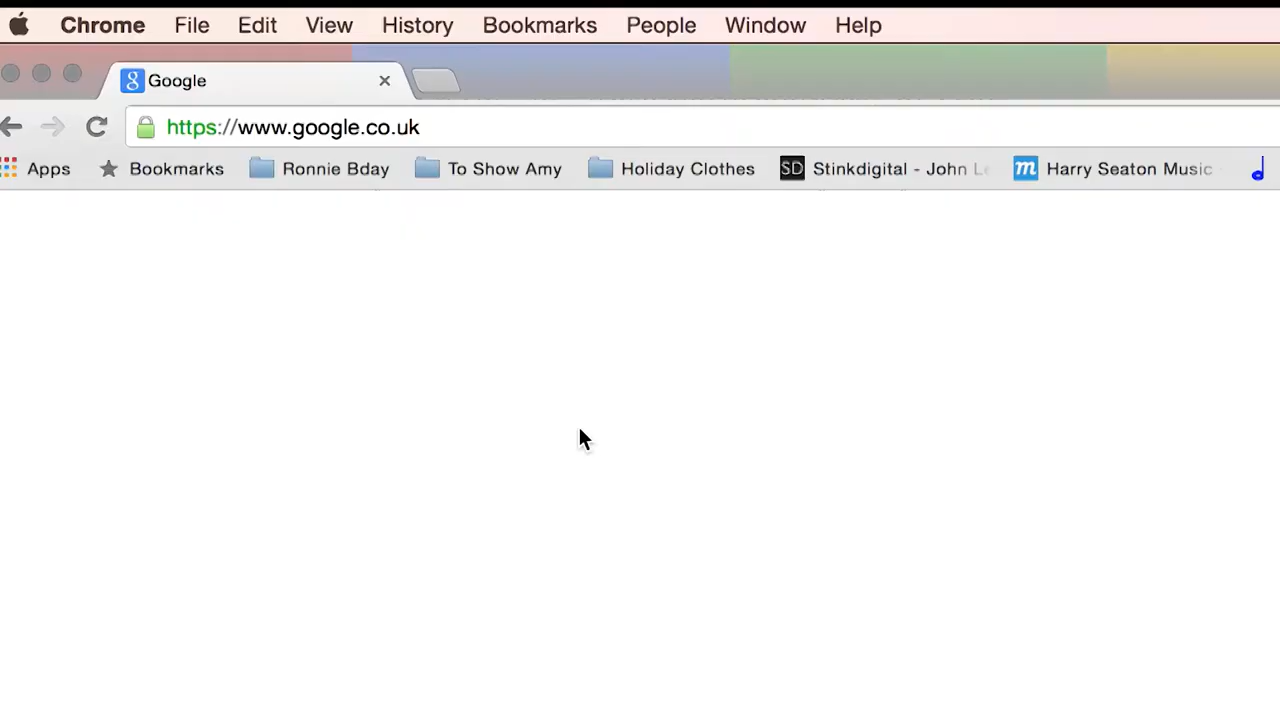 Chrome File Edit View History Bookmarks People Window Help
Google
https://www.google.co.uk
Apps Bookmarks Ronnie Bday To Show Amy Holiday Clothes SD Stinkdigital - John Le m Harry Seaton Music